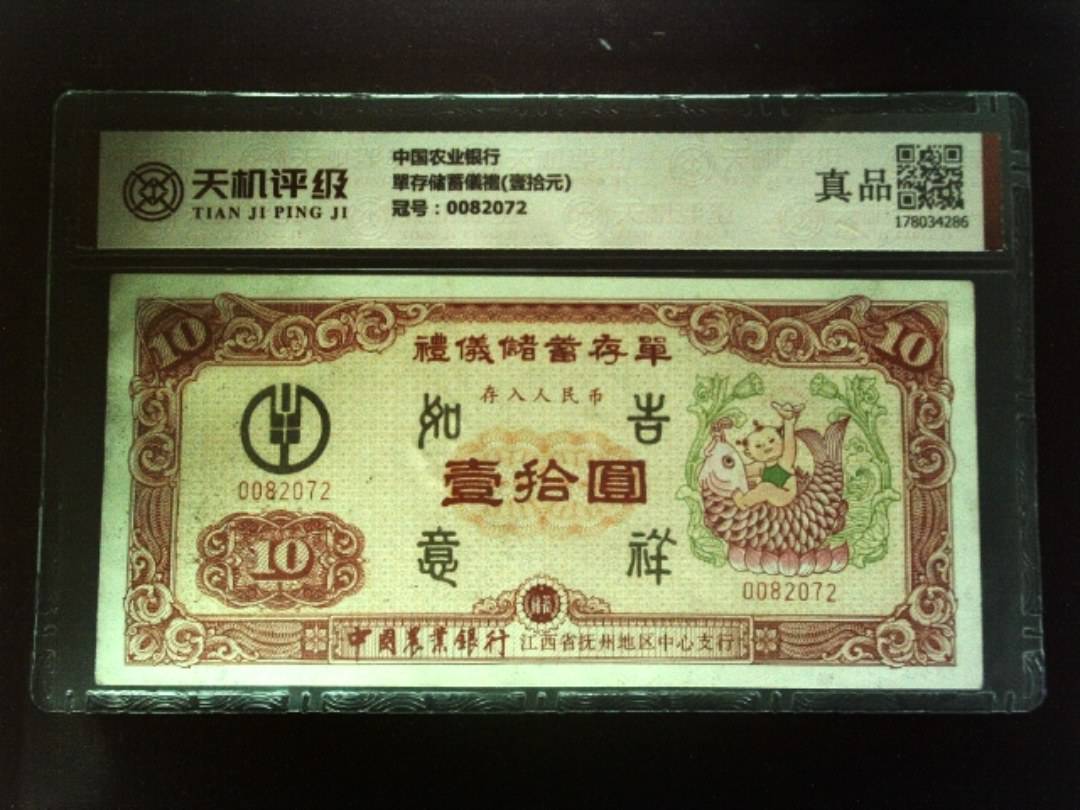 天机评级
TIAN JI PING JI
中国农业银行
單存储蓄儀禮(壹拾元)
冠号：0082072
真品
178034286
10
10
禮儀儲蓄存單
存入人民币
如
吉
壹拾圓
0082072
意
祥
10
0082072
中國農業銀行 江西省抚州地区中心支行